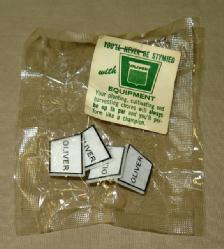 YOU'LL NEVER BE STYMIED
with OLIVER
EQUIPMENT
Your planting, cultivating and
harvesting chores will always
be up to par and you'll per-
form like a champion.
OLIVER
OLIVER
OLIVER